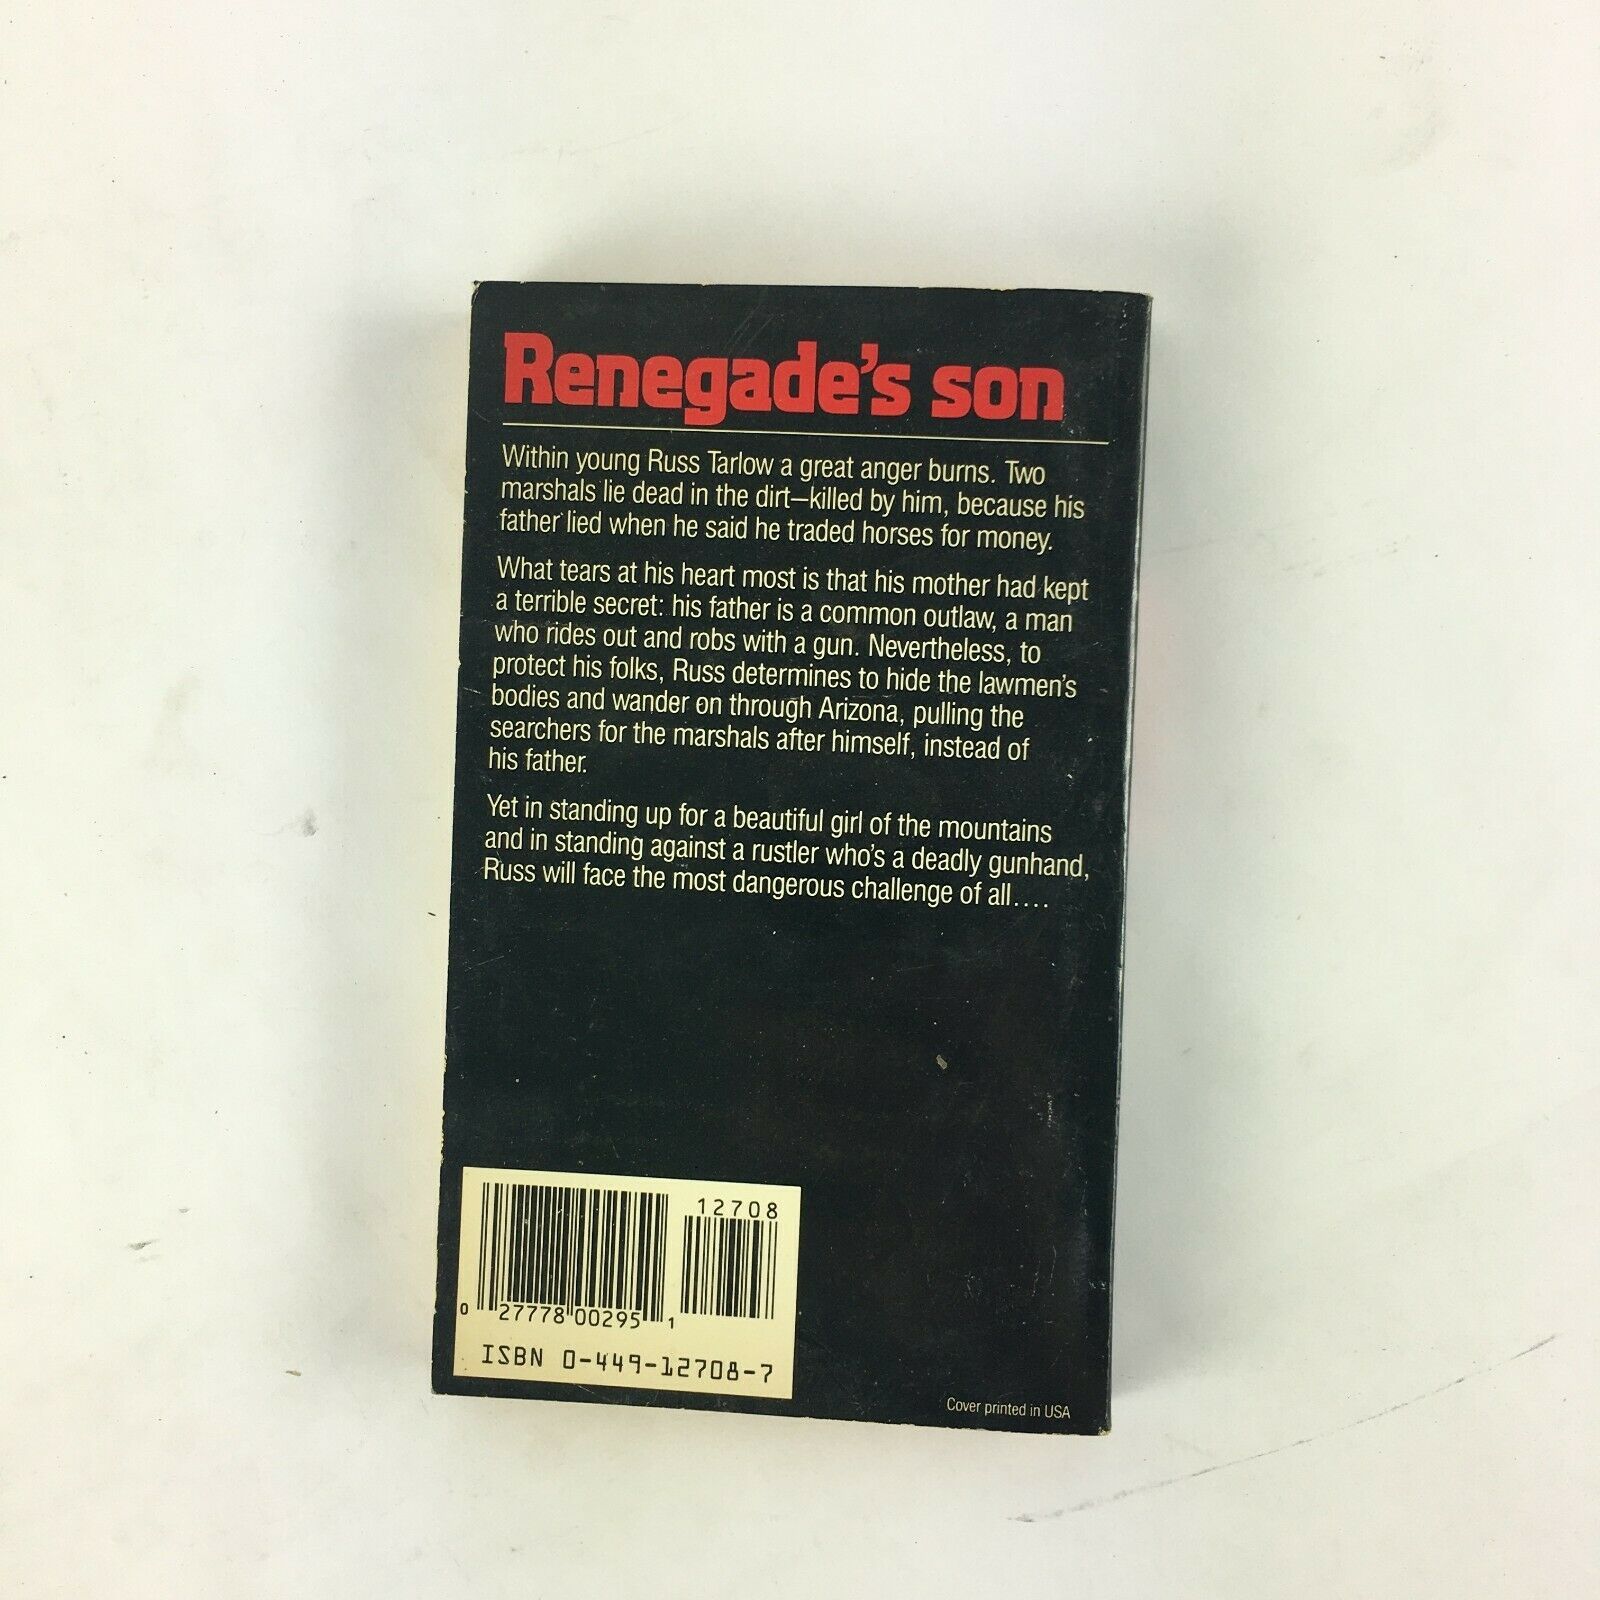 Renegade's son
Within young Russ Tarlow a great anger burns. Two
marshals lie dead in the dirt—killed by him, because his
father lied when he said he traded horses for money.
What tears at his heart most is that his mother had kept
a terrible secret: his father is a common outlaw, a man
who rides out and robs with a gun. Nevertheless, to
protect his folks, Russ determines to hide the lawmen's
bodies and wander on through Arizona, pulling the
searchers for the marshals after himself, instead of
his father.
Yet in standing up for a beautiful girl of the mountains
and in standing against a rustler who's a deadly gunhand,
Russ will face the most dangerous challenge of all....
12708
0 27778 00295 1
ISBN 0-449-12708-7
Cover printed in USA